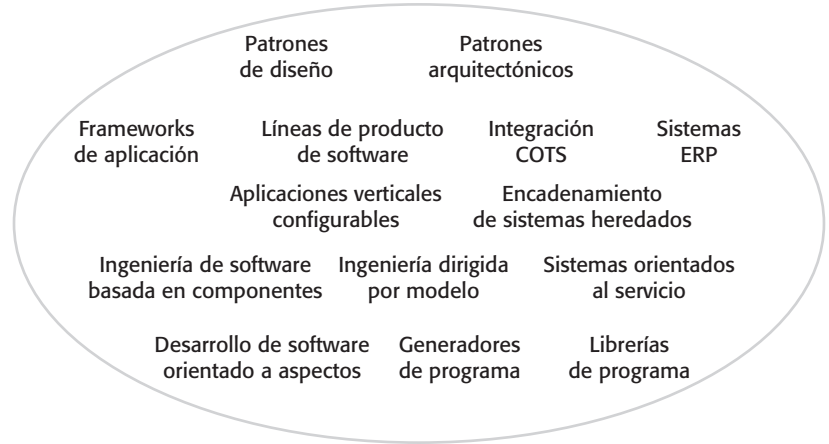 Patrones
de diseño
Patrones
arquitectónicos
Frameworks
de aplicación
Líneas de producto
de software
Integración
COTS
Sistemas
ERP
Aplicaciones verticales
configurables
Encadenamiento
de sistemas heredados
Ingeniería de software
basada en componentes
Ingeniería dirigida
por modelo
Sistemas orientados
al servicio
Desarrollo de software
orientado a aspectos
Generadores
de programa
Librerías
de programa